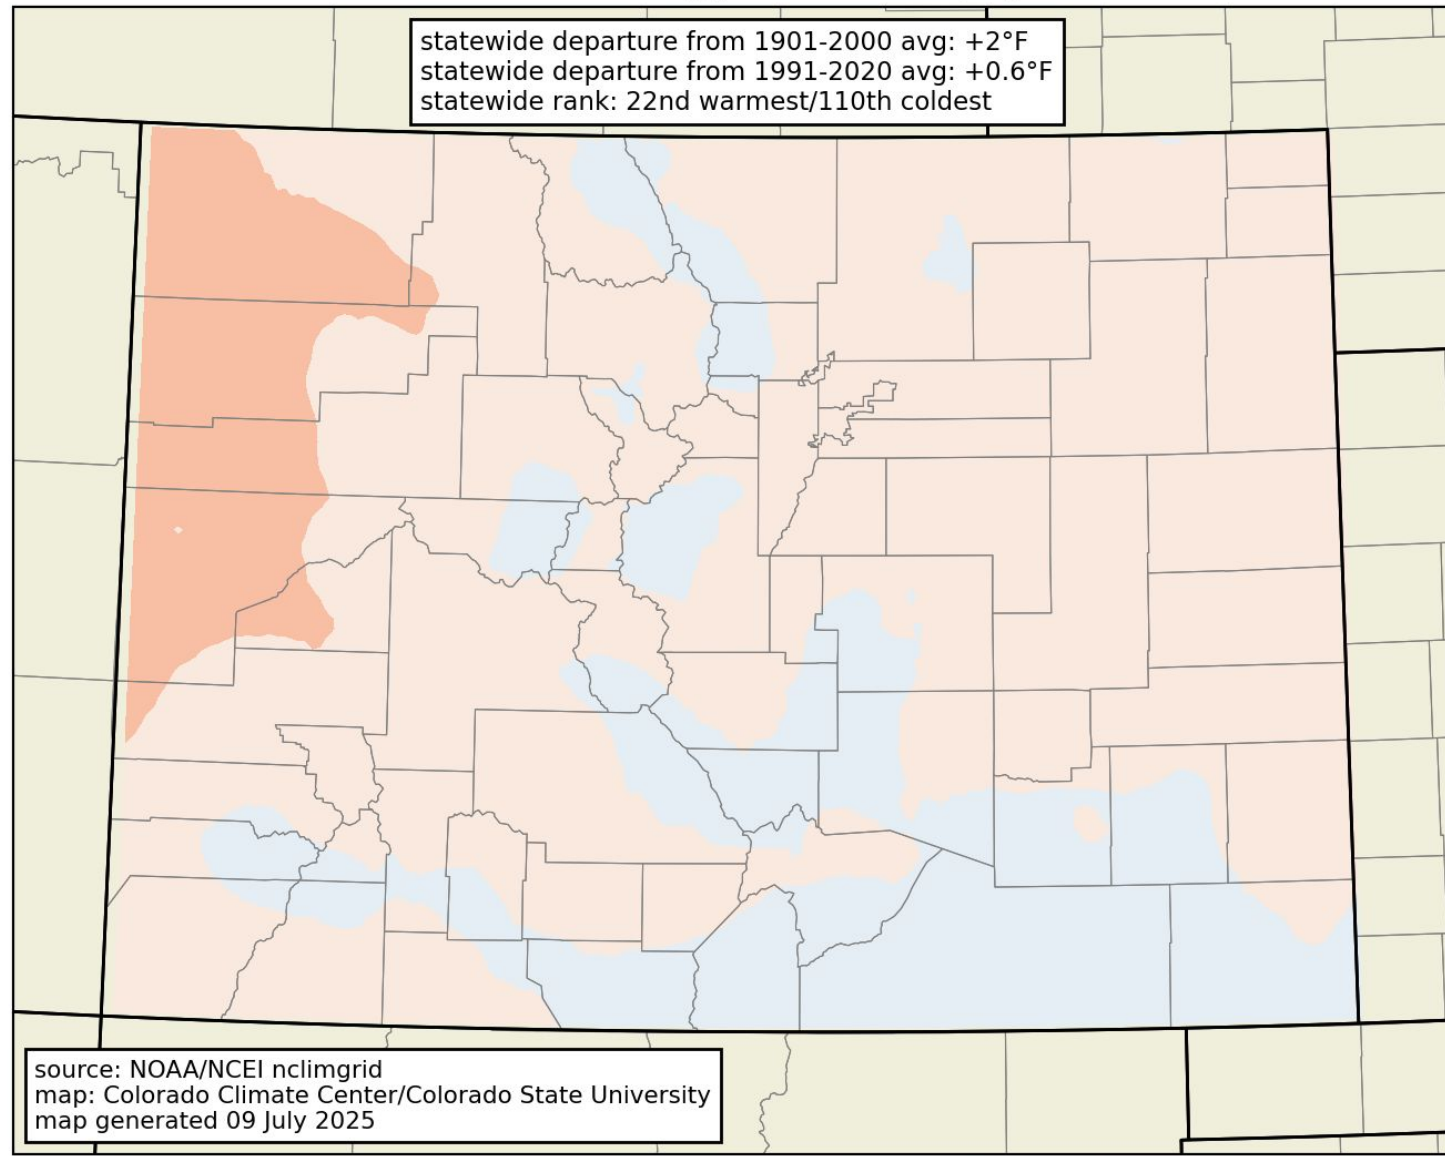 statewide departure from 1901-2000 avg: +2°F
statewide departure from 1991-2020 avg: +0.6°F
statewide rank: 22nd warmest/110th coldest
source: NOAA/NCEI nclimgrid
map: Colorado Climate Center/Colorado State University
map generated 09 July 2025